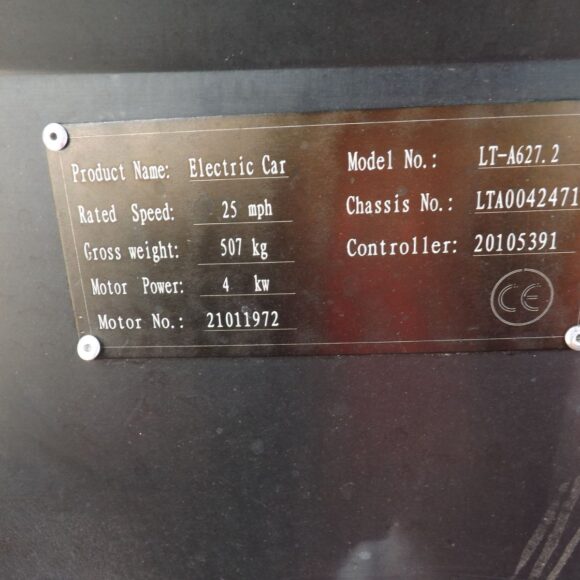 Product Name: Electric Car
Rated Speed: 25 mph
Gross weight: 507 kg
Motor Power: 4 kw
Motor No.: 21011972
Model No.: LT-A627.2
Chassis No.: LTA0042471
Controller: 20105391
CE